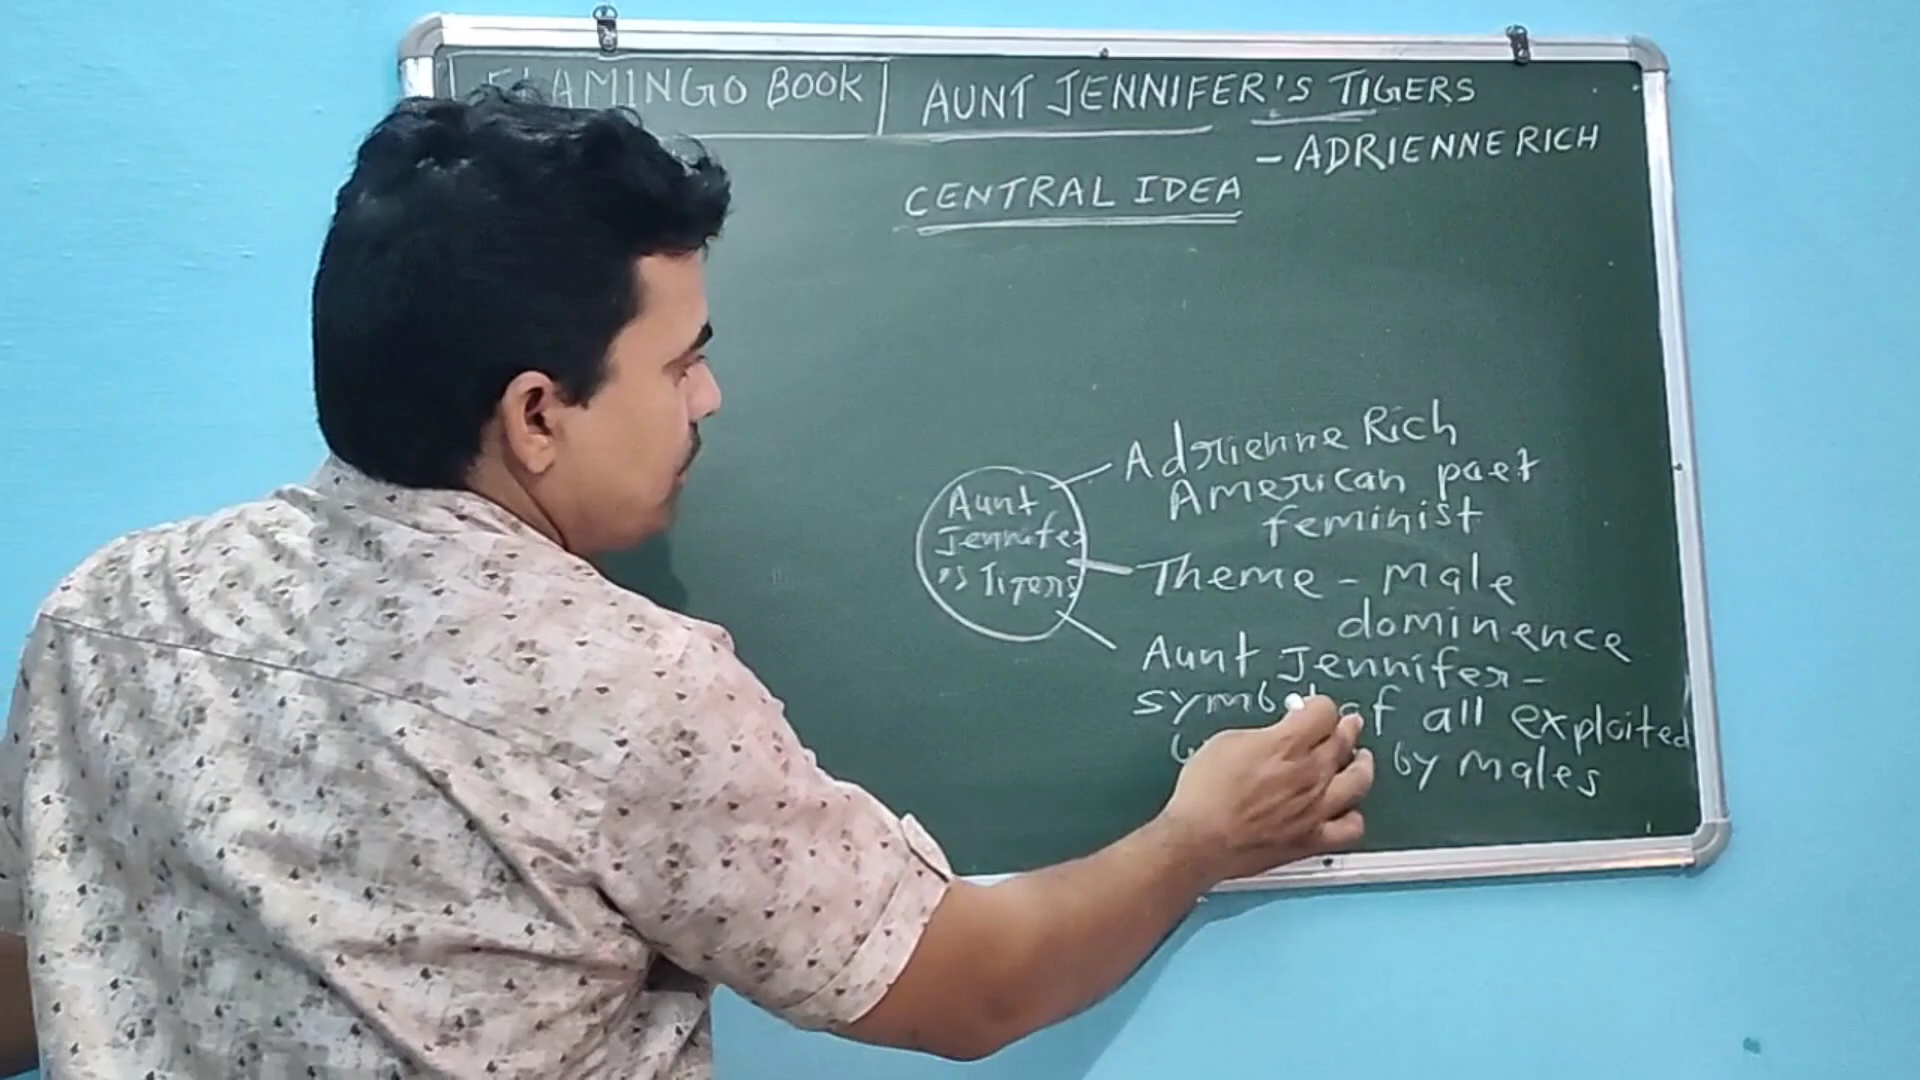 FLAMINGO BOOK
AUNT JENNIFER'S TIGERS
- ADRIENNE RICH
CENTRAL IDEA
Aunt
Jennifer
's Tigers
Adrienne Rich
American poet
feminist
Theme - Male
dominence
Aunt Jennifer-
symbol of all exploited
by Males